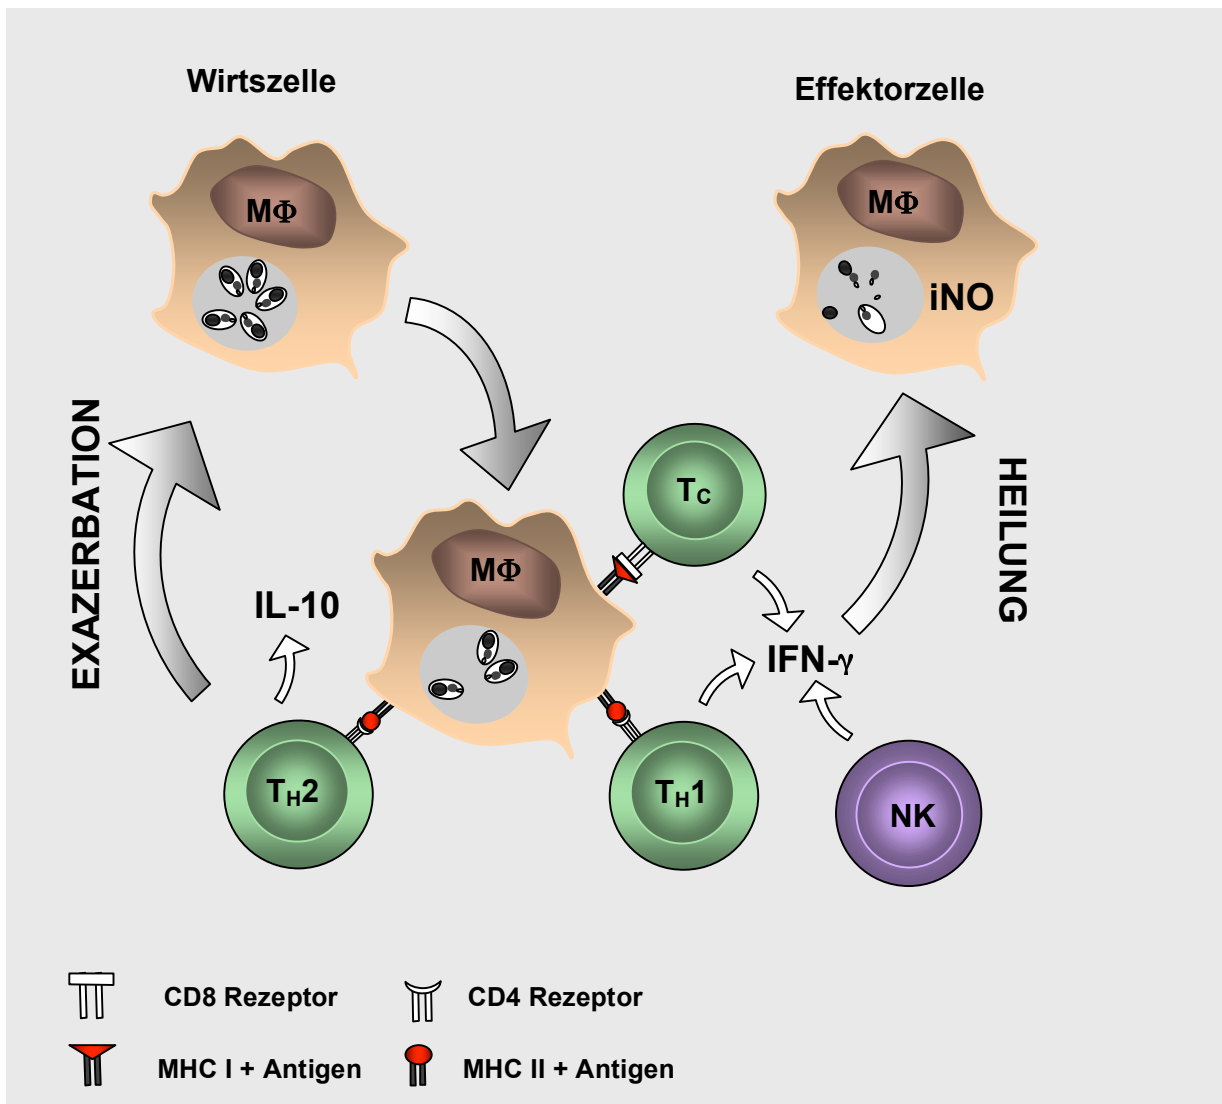 Wirtszelle
Effektorzelle
MΦ
MΦ
iNO
EXAZERBATION
HEILUNG
TC
MΦ
IL-10
IFN-γ
TH2
TH1
NK
CD8 Rezeptor
CD4 Rezeptor
MHC I + Antigen
MHC II + Antigen